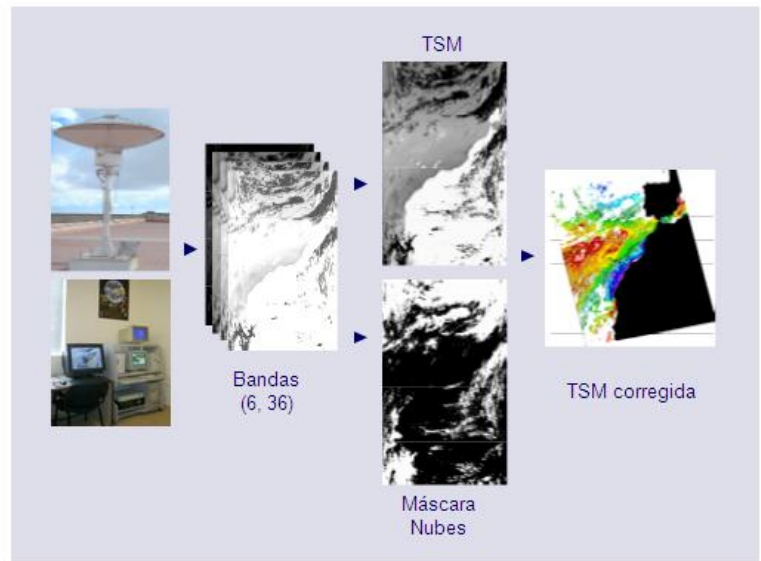 TSM
Bandas
(6, 36)
TSM corregida
Máscara
Nubes